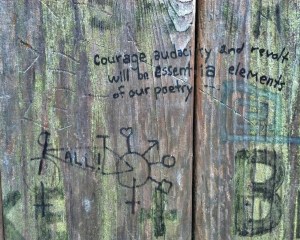 courage, audacity and revolt
will be essential elements
of our poetry
ALL!
B